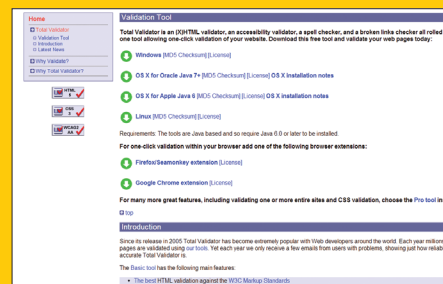 Home
Total Validator
Validation Tool
Introduction
Latest News
Why Validate?
Why Total Validator?
HTML
5
CSS
3
WCAG2
AA
Validation Tool
Total Validator is an (X)HTML validator, an accessibility validator, a spell checker, and a broken links checker all rolled
one tool allowing one-click validation of your website. Download this free tool and validate your web pages today:
Windows [MD5 Checksum] [License]
OS X for Oracle Java 7+ [MD5 Checksum] [License] OS X installation notes
OS X for Apple Java 6 [MD5 Checksum] [License] OS X installation notes
Linux [MD5 Checksum] [License]
Requirements: The tools are Java based and so require Java 6.0 or later to be installed.
For one-click validation within your browser add one of the following browser extensions:
Firefox/Seamonkey extension [License]
Google Chrome extension [License]
For many more great features, including validating one or more entire sites and CSS validation, choose the Pro tool in
top
Introduction
Since its release in 2005 Total Validator has become extremely popular with Web developers around the world. Each year millions
pages are validated using our tools. Yet each year we only receive a few emails from users with problems, showing just how reliab
accurate Total Validator is.
The Basic tool has the following main features:
The best HTML validation against the W3C Markup Standards